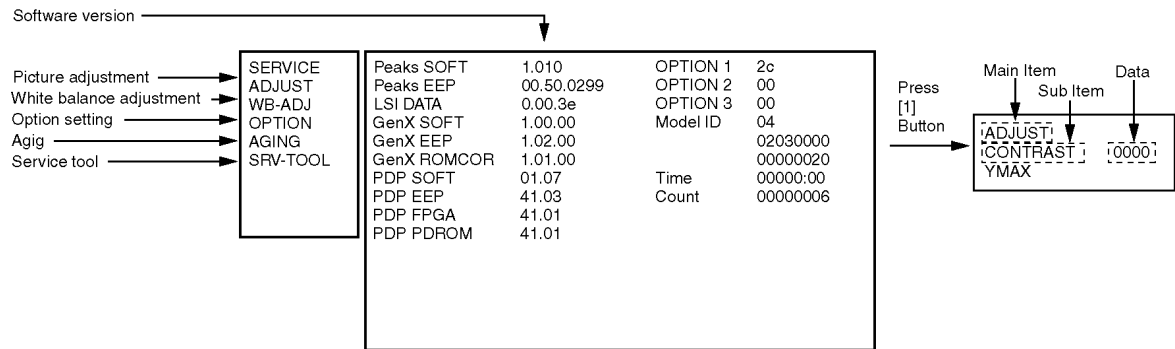 Software version
Picture adjustment
White balance adjustment
Option setting
Agig
Service tool
SERVICE
ADJUST
WB-ADJ
OPTION
AGING
SRV-TOOL
Peaks SOFT 1.010 OPTION 1 2c
Peaks EEP 00.50.0299 OPTION 2 00
LSI DATA 0.00.3e OPTION 3 00
GenX SOFT 1.00.00 Model ID 04
GenX EEP 1.02.00 02030000
GenX ROMCOR 1.01.00 00000020
PDP SOFT 01.07 Time 00000:00
PDP EEP 41.03 Count 00000006
PDP FPGA 41.01
PDP PDROM 41.01
Press
[1]
Button
Main Item Data
Sub Item
ADJUST
CONTRAST 0000
YMAX